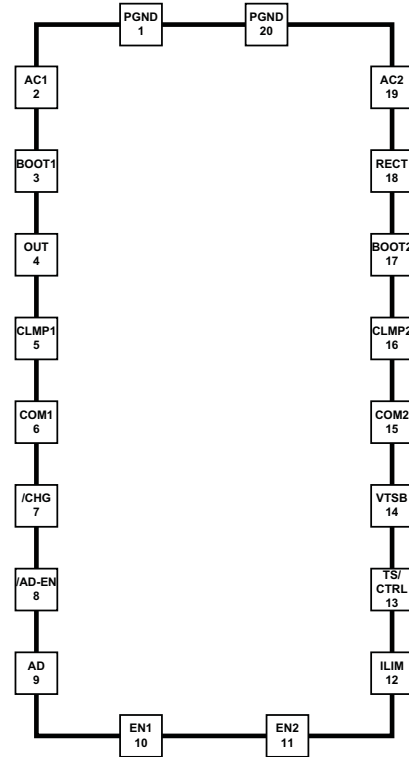 PGND
1
PGND
20
AC1
2
AC2
19
BOOT1
3
RECT
18
OUT
4
BOOT2
17
CLMP1
5
CLMP2
16
COM1
6
COM2
15
/CHG
7
VTSB
14
/AD-EN
8
TS/
CTRL
13
AD
9
ILIM
12
EN1
10
EN2
11